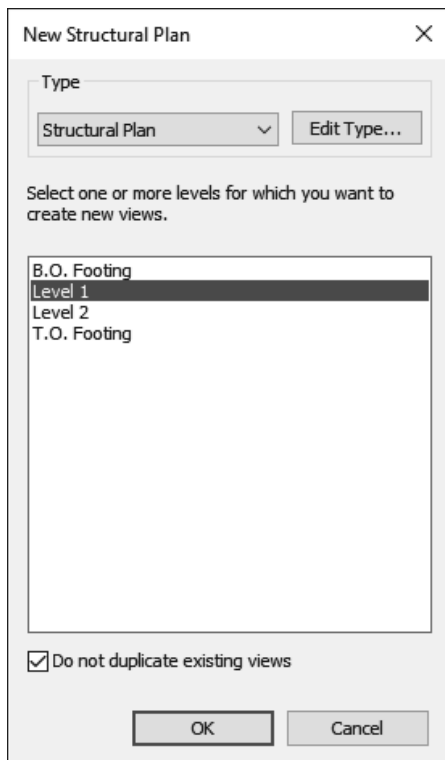 New Structural Plan
Type
Structural Plan
Edit Type...
Select one or more levels for which you want to
create new views.
B.O. Footing
Level 1
Level 2
T.O. Footing
Do not duplicate existing views
OK
Cancel